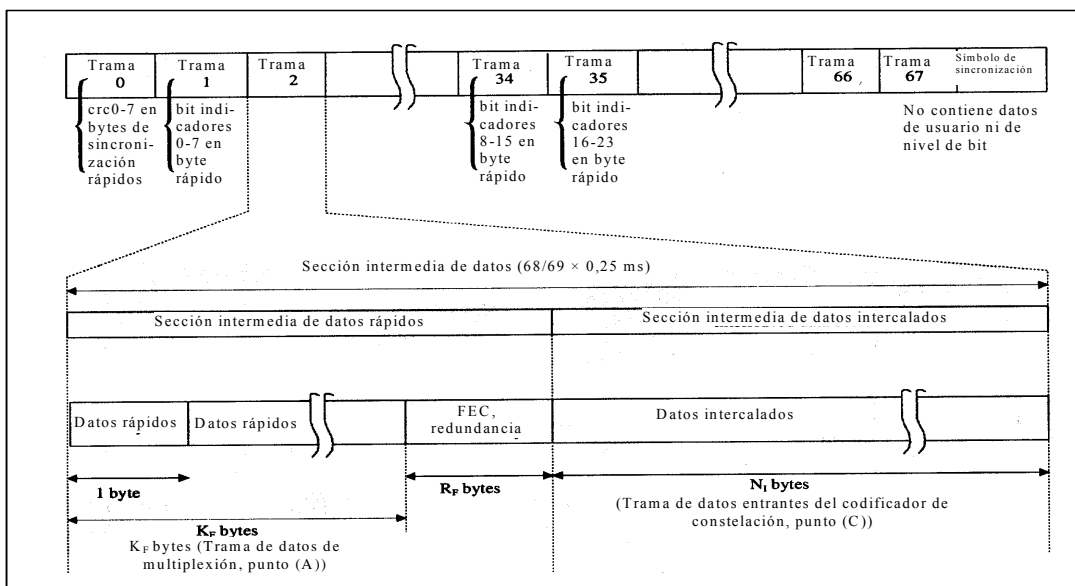 Trama
0
Trama
1
Trama
2
Trama
34
Trama
35
Trama
66
Trama
67
Símbolo de
sincronización
crc0-7 en
bytes de
sincroni-
zación
rápidos
bit indi-
cadores
0-7 en
byte
rápido
bit indi-
cadores
8-15 en
byte
rápido
bit indi-
cadores
16-23
en byte
rápido
No contiene datos
de usuario ni de
nivel de bit
Sección intermedia de datos (68/69 × 0,25 ms)
Sección intermedia de datos rápidos
Sección intermedia de datos intercalados
Datos rápidos
Datos rápidos
FEC,
redundancia
Datos intercalados
1 byte
R_F bytes
N_I bytes
(Trama de datos entrantes del codificador de
constelación, punto (C))
K_F bytes
K_F bytes (Trama de datos de
multiplexión, punto (A))